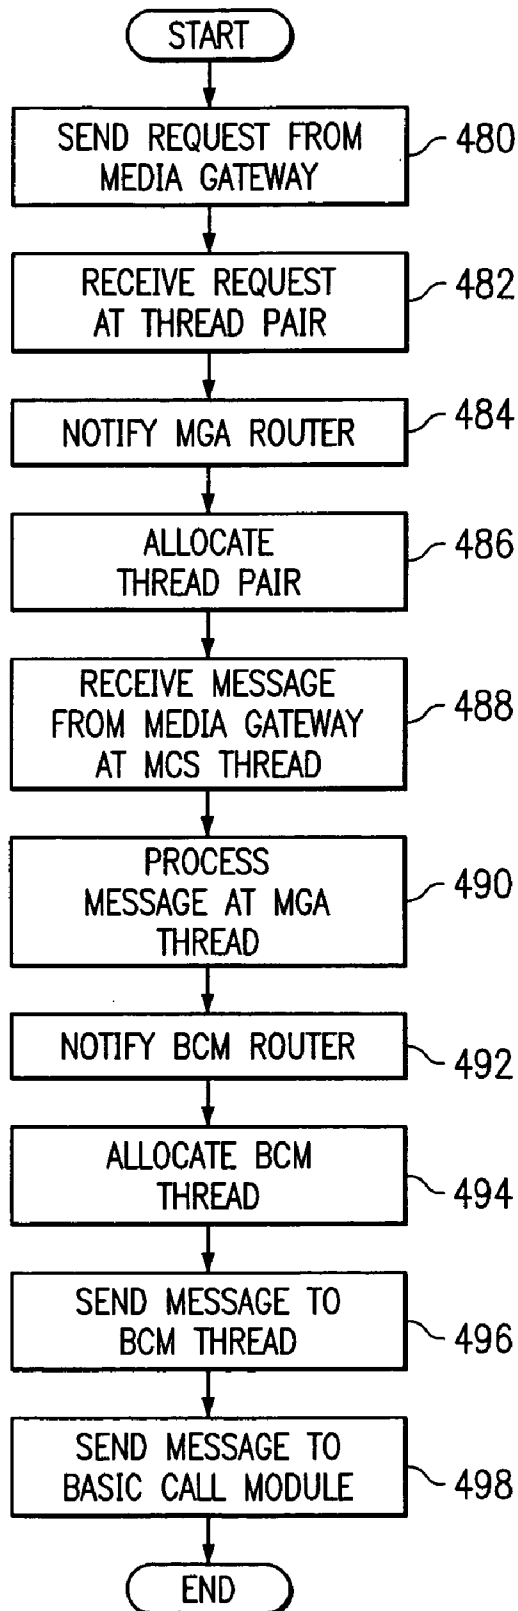 START
SEND REQUEST FROM
MEDIA GATEWAY
480
RECEIVE REQUEST
AT THREAD PAIR
482
NOTIFY MGA ROUTER
484
ALLOCATE
THREAD PAIR
486
RECEIVE MESSAGE
FROM MEDIA GATEWAY
AT MCS THREAD
488
PROCESS
MESSAGE AT MGA
THREAD
490
NOTIFY BCM ROUTER
492
ALLOCATE BCM
THREAD
494
SEND MESSAGE TO
BCM THREAD
496
SEND MESSAGE TO
BASIC CALL MODULE
498
END